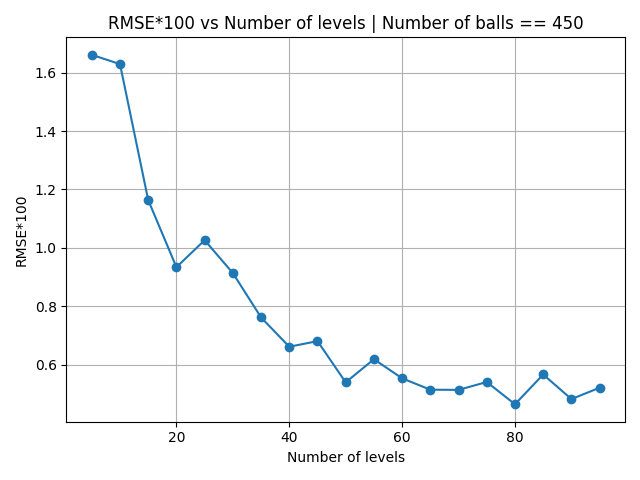 RMSE*100 vs Number of levels | Number of balls == 450
RMSE*100
1.6
1.4
1.2
1.0
0.8
0.6
20 40 60 80
Number of levels